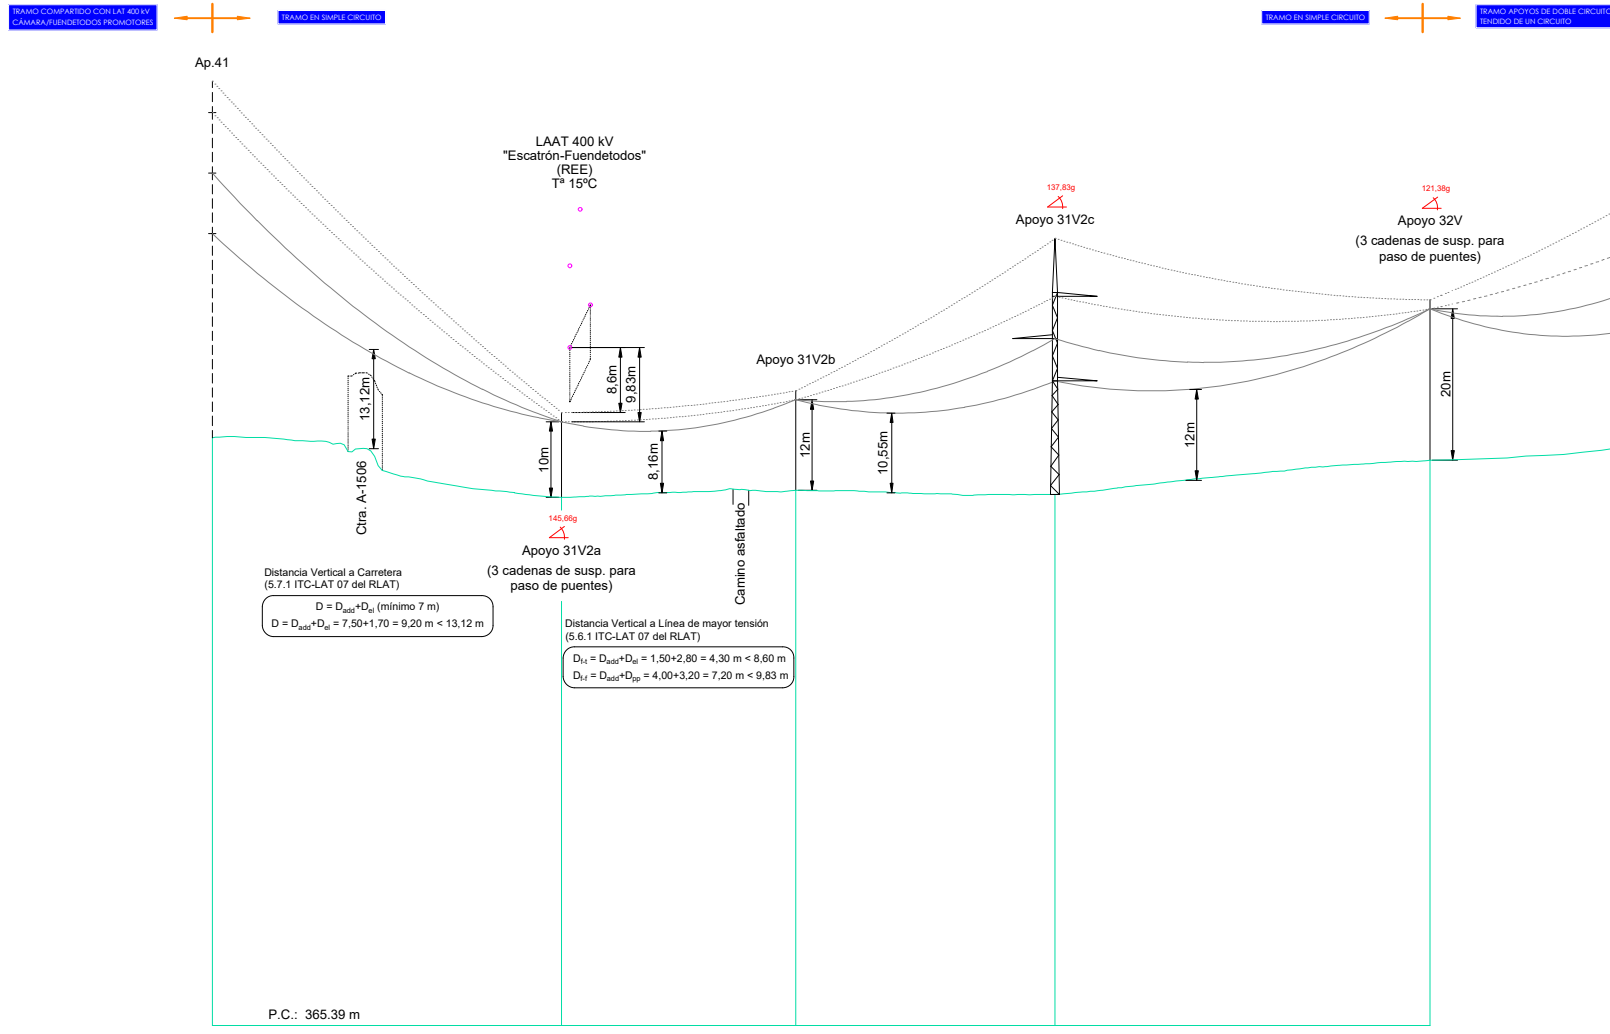 TRAMO COMPARTIDO CON LAT 400 kV
CÁMARA/FUENDETODOS PROMOTORES
TRAMO EN SIMPLE CIRCUITO
TRAMO EN SIMPLE CIRCUITO
TRAMO APOYOS DE DOBLE CIRCUITO
TENDIDO DE UN CIRCUITO
Ap.41
LAAT 400 kV
"Escatrón-Fuendetodos"
(REE)
Tª 15ºC
137,83g
Apoyo 31V2c
121,38g
Apoyo 32V
(3 cadenas de susp. para
paso de puentes)
Apoyo 31V2b
13,12m
8,6m
9,83m
10m
8,16m
12m
10,55m
12m
20m
Ctra. A-1506
Camino asfaltado
145,66g
Apoyo 31V2a
(3 cadenas de susp. para
paso de puentes)
Distancia Vertical a Carretera
(5.7.1 ITC-LAT 07 del RLAT)
D = Dadd+Del (mínimo 7 m)
D = Dadd+Del = 7,50+1,70 = 9,20 m < 13,12 m
Distancia Vertical a Línea de mayor tensión
(5.6.1 ITC-LAT 07 del RLAT)
Df-t = Dadd+Del = 1,50+2,80 = 4,30 m < 8,60 m
Df-f = Dadd+Dpp = 4,00+3,20 = 7,20 m < 9,83 m
P.C.: 365.39 m